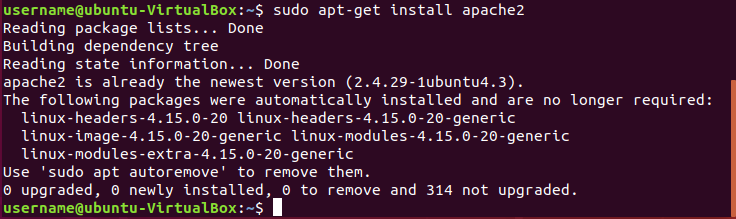 username@ubuntu-VirtualBox:~$ sudo apt-get install apache2
Reading package lists... Done
Building dependency tree
Reading state information... Done
apache2 is already the newest version (2.4.29-1ubuntu4.3).
The following packages were automatically installed and are no longer required:
  linux-headers-4.15.0-20 linux-headers-4.15.0-20-generic
  linux-image-4.15.0-20-generic linux-modules-4.15.0-20-generic
  linux-modules-extra-4.15.0-20-generic
Use 'sudo apt autoremove' to remove them.
0 upgraded, 0 newly installed, 0 to remove and 314 not upgraded.
username@ubuntu-VirtualBox:~$